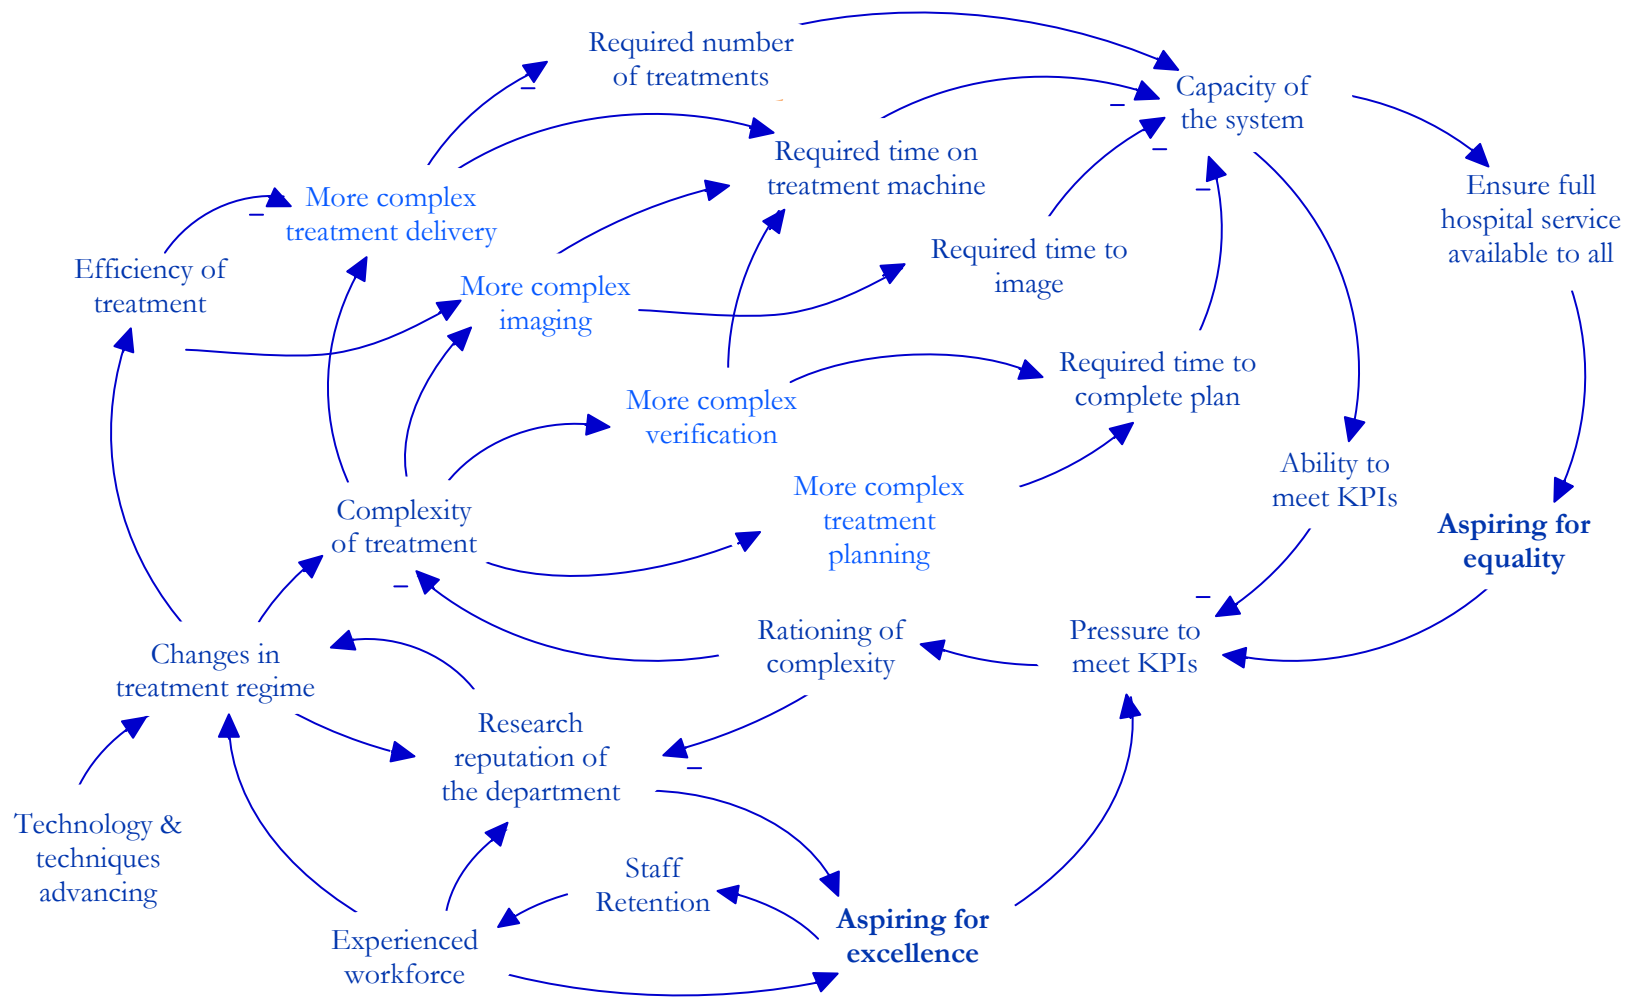 Required number
of treatments
Capacity of
the system
Required time on
treatment machine
Ensure full
hospital service
available to all
More complex
treatment delivery
Required time to
image
Efficiency of
treatment
More complex
imaging
Required time to
complete plan
More complex
verification
Ability to
meet KPIs
More complex
treatment
planning
Complexity
of treatment
Aspiring for
equality
Rationing of
complexity
Pressure to
meet KPIs
Changes in
treatment regime
Research
reputation of
the department
Technology &
techniques
advancing
Staff
Retention
Experienced
workforce
Aspiring for
excellence